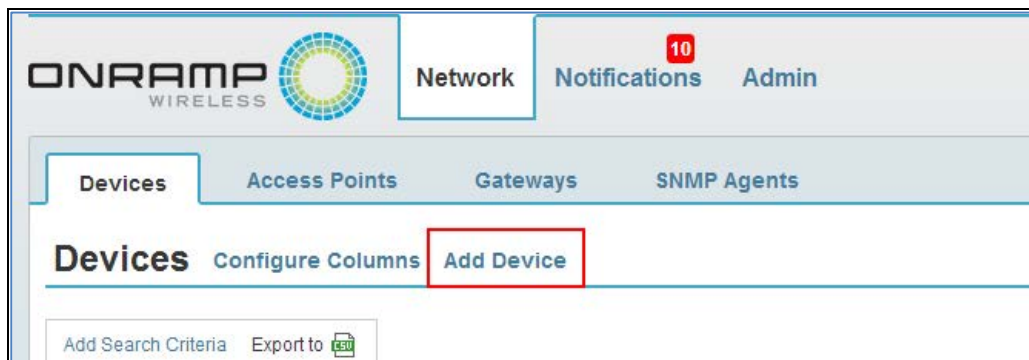 ONRAMP
WIRELESS
Network Notifications 10 Admin
Devices Access Points Gateways SNMP Agents
Devices Configure Columns Add Device
Add Search Criteria Export to CSV